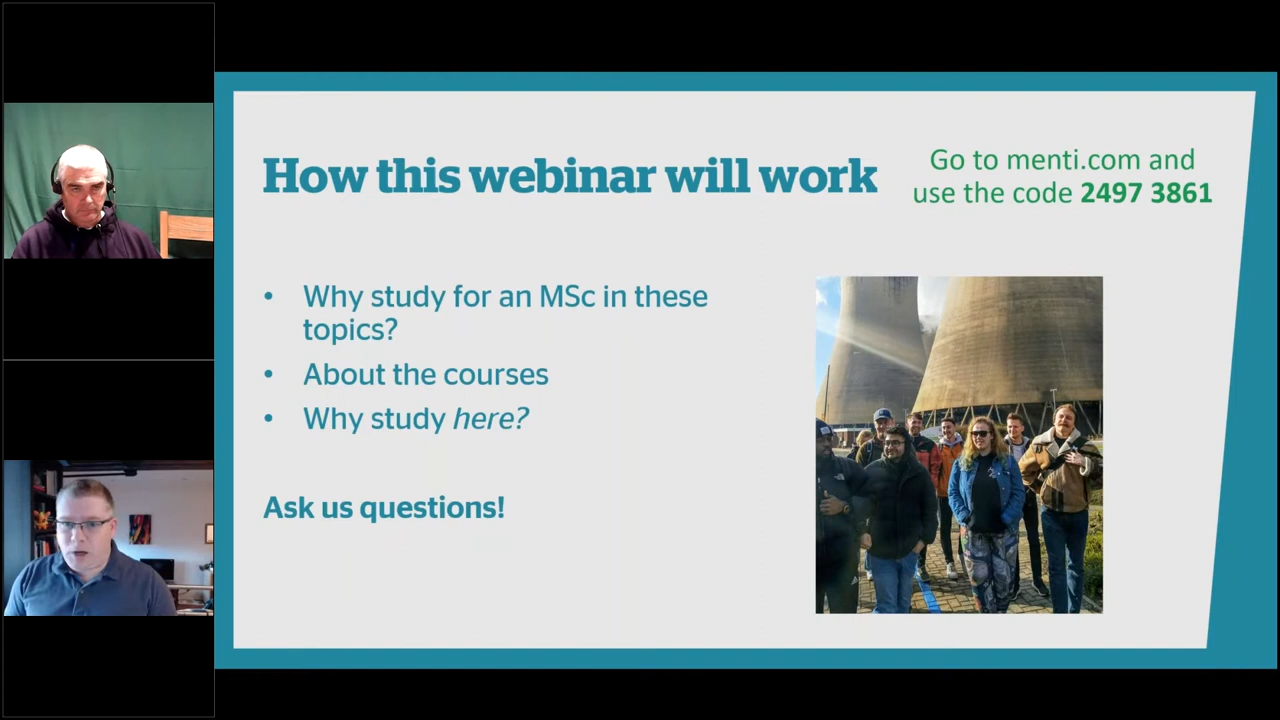 How this webinar will work
Go to menti.com and
use the code 2497 3861
• Why study for an MSc in these
topics?
• About the courses
• Why study here?
Ask us questions!